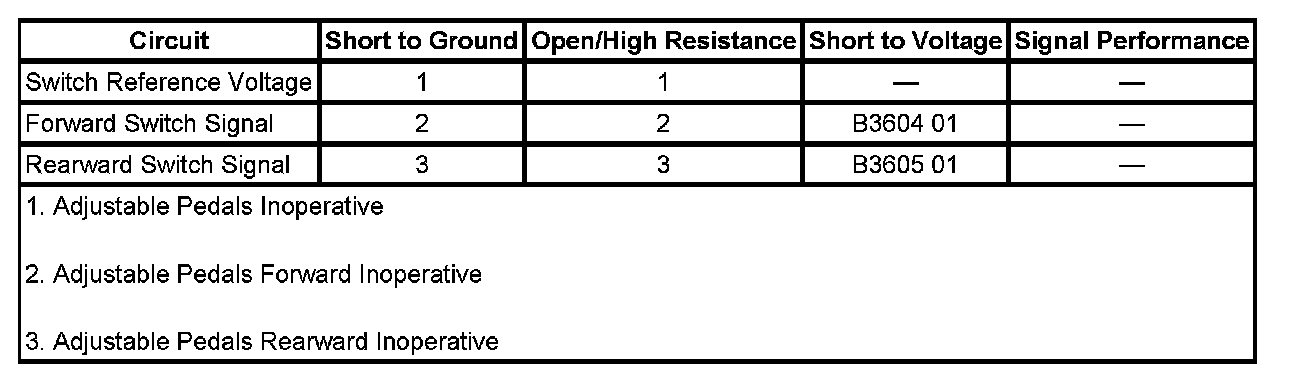 Circuit Short to Ground Open/High Resistance Short to Voltage Signal Performance
Switch Reference Voltage 1 1 — —
Forward Switch Signal 2 2 B3604 01 —
Rearward Switch Signal 3 3 B3605 01 —
1. Adjustable Pedals Inoperative
2. Adjustable Pedals Forward Inoperative
3. Adjustable Pedals Rearward Inoperative